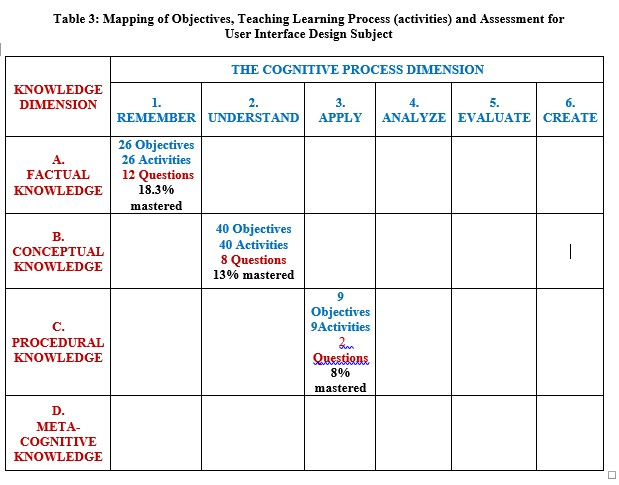 Table 3: Mapping of Objectives, Teaching Learning Process (activities) and Assessment for
User Interface Design Subject
KNOWLEDGE
DIMENSION
THE COGNITIVE PROCESS DIMENSION
1.
REMEMBER
2.
UNDERSTAND
3.
APPLY
4.
ANALYZE
5.
EVALUATE
6.
CREATE
A.
FACTUAL
KNOWLEDGE
26 Objectives
26 Activities
12 Questions
18.3%
mastered
B.
CONCEPTUAL
KNOWLEDGE
40 Objectives
40 Activities
8 Questions
13% mastered
C.
PROCEDURAL
KNOWLEDGE
9
Objectives
9Activities
2
Questions
8%
mastered
D.
META-
COGNITIVE
KNOWLEDGE